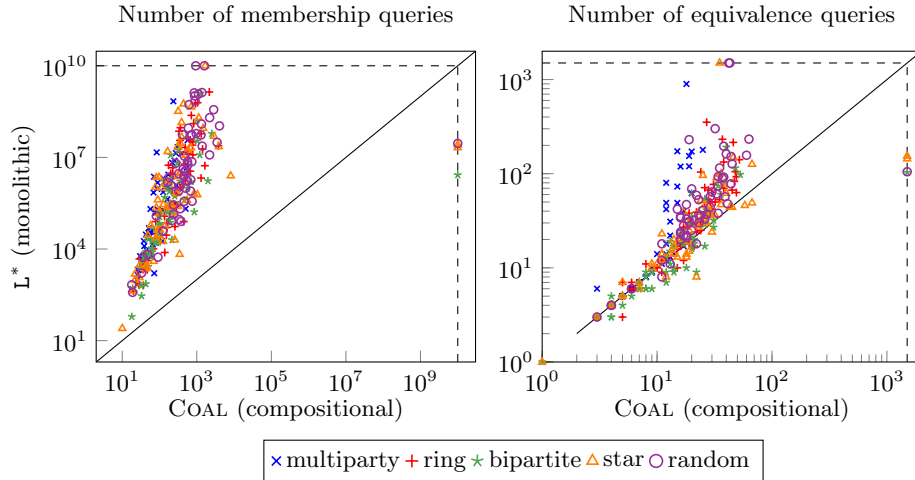 Number of membership queries
Number of equivalence queries
L* (monolithic)
10^10
10^7
10^4
10^1
10^1 10^3 10^5 10^7 10^9
COAL (compositional)
10^3
10^2
10^1
10^0
10^0 10^1 10^2 10^3
COAL (compositional)
multiparty ring bipartite star random